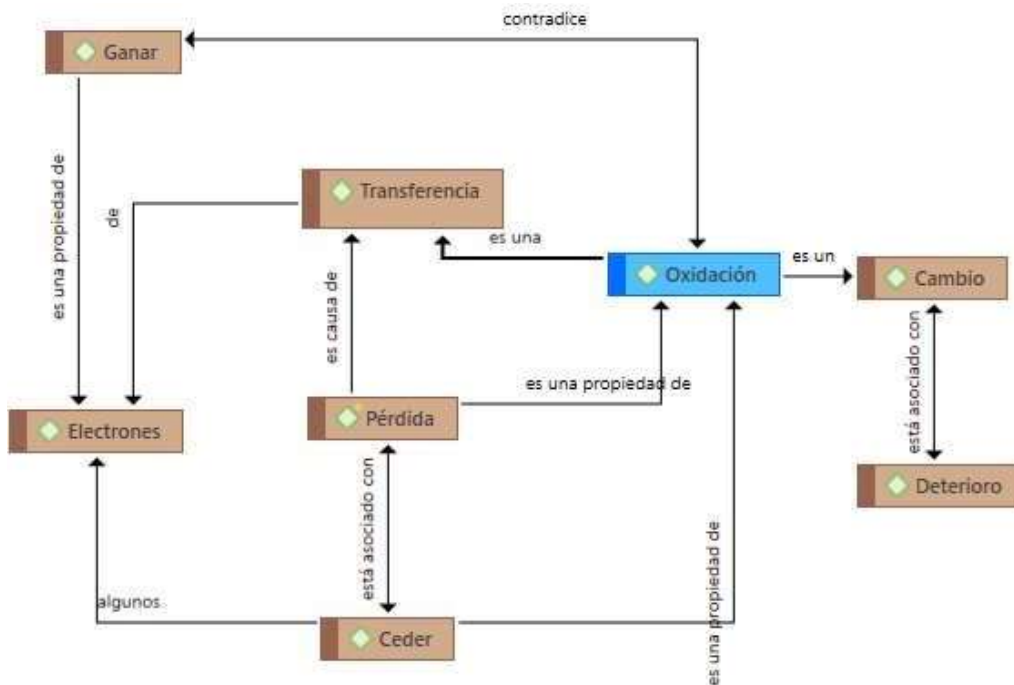 contradice
Ganar
es una propiedad de
de
Transferencia
es una
Oxidación
es un
Cambio
es causa de
es una propiedad de
está asociado con
Electrones
Pérdida
Deterioro
está asociado con
es una propiedad de
algunos
Ceder